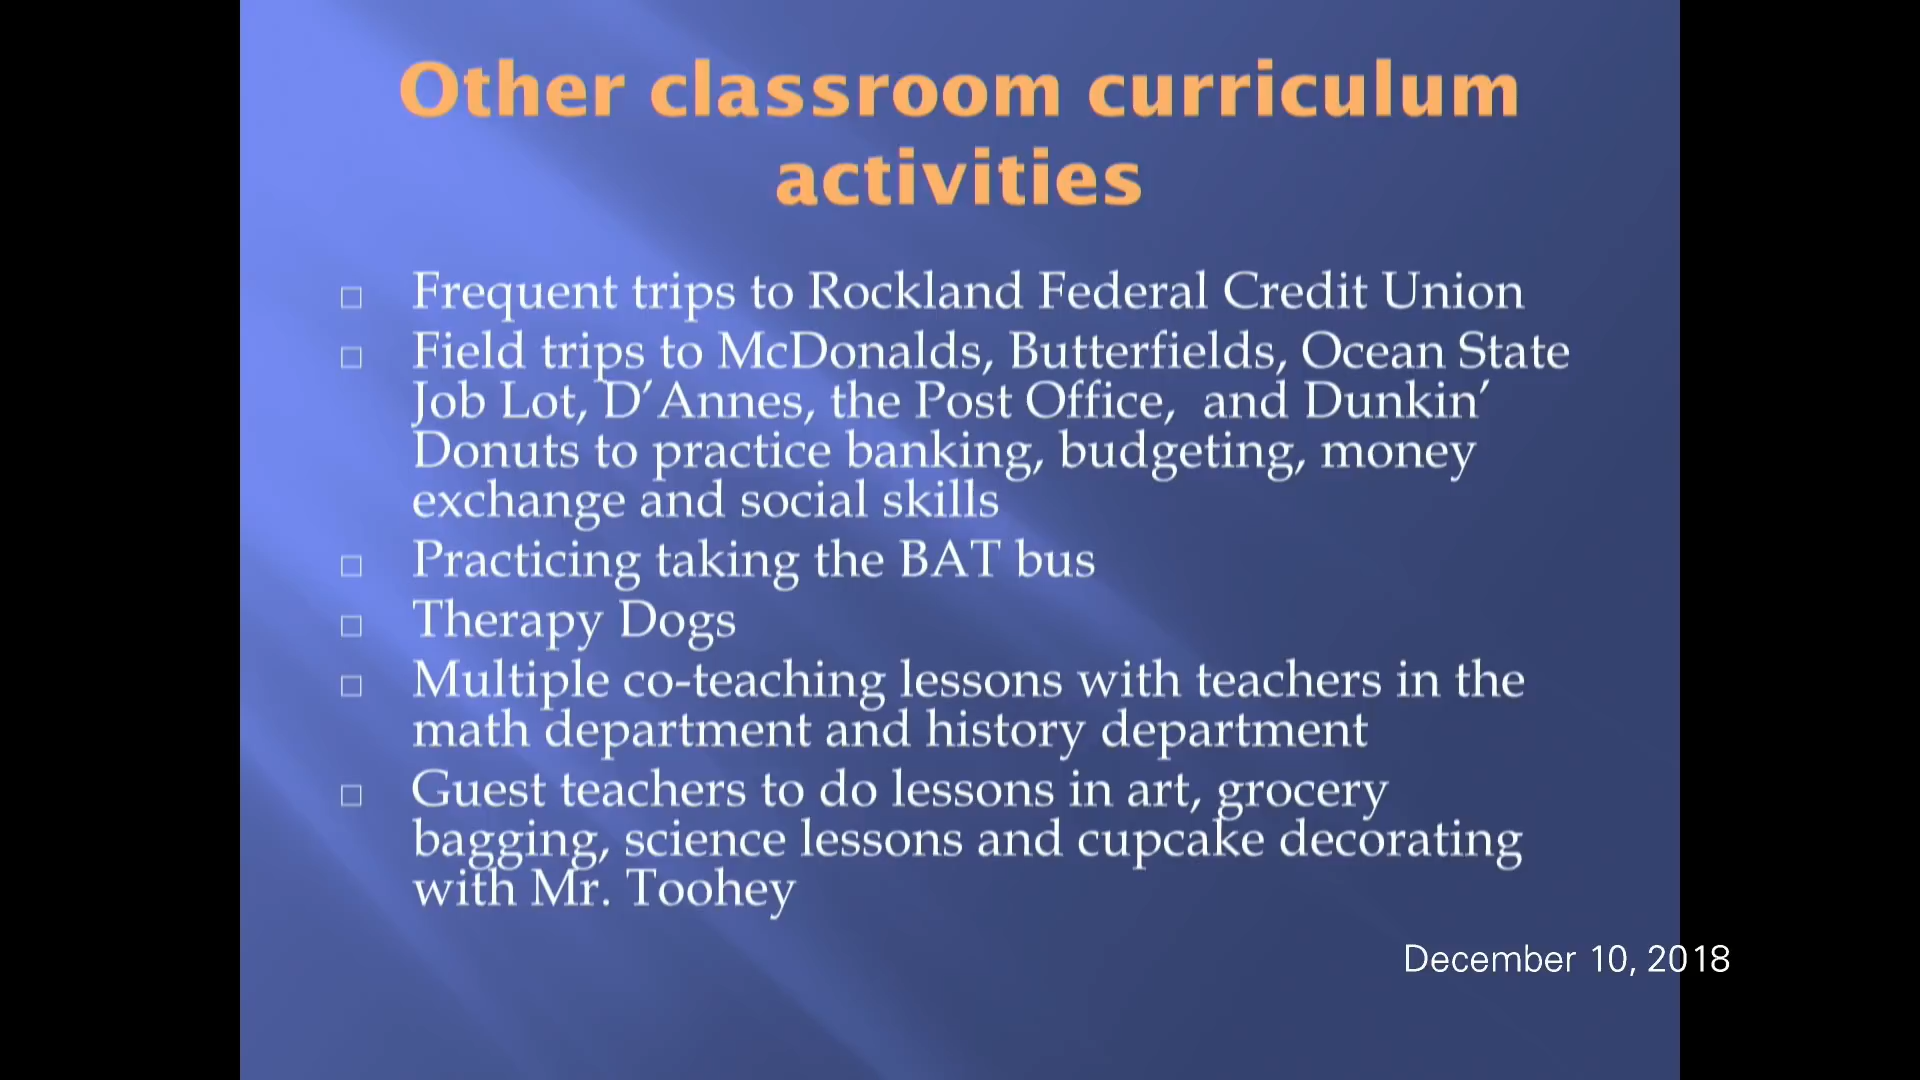 Other classroom curriculum
activities
Frequent trips to Rockland Federal Credit Union
Field trips to McDonalds, Butterfields, Ocean State
Job Lot, D’Annes, the Post Office,  and Dunkin’
Donuts to practice banking, budgeting, money
exchange and social skills
Practicing taking the BAT bus
Therapy Dogs
Multiple co-teaching lessons with teachers in the
math department and history department
Guest teachers to do lessons in art, grocery
bagging, science lessons and cupcake decorating
with Mr. Toohey
December 10, 2018